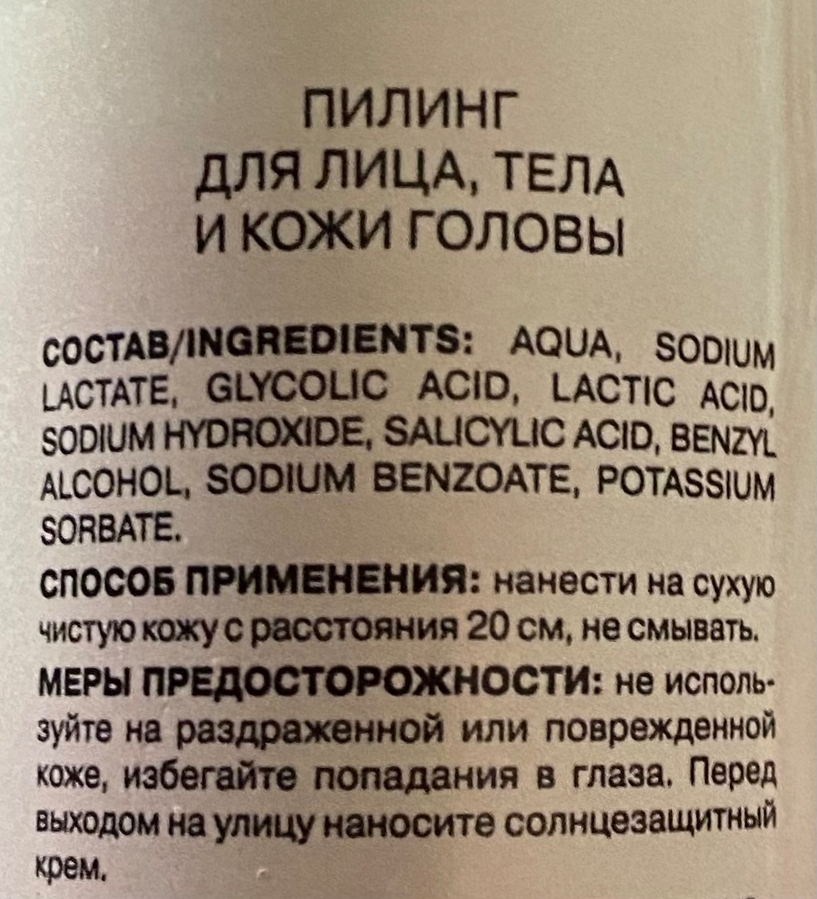 ПИЛИНГ
ДЛЯ ЛИЦА, ТЕЛА
И КОЖИ ГОЛОВЫ
СОСТАВ/INGREDIENTS: AQUA, SODIUM
LACTATE, GLYCOLIC ACID, LACTIC ACID,
SODIUM HYDROXIDE, SALICYLIC ACID, BENZYL
ALCOHOL, SODIUM BENZOATE, POTASSIUM
SORBATE.
СПОСОБ ПРИМЕНЕНИЯ: нанести на сухую
чистую кожу с расстояния 20 см, не смывать.
МЕРЫ ПРЕДОСТОРОЖНОСТИ: не исполь-
зуйте на раздраженной или поврежденной
коже, избегайте попадания в глаза. Перед
выходом на улицу наносите солнцезащитный
крем.